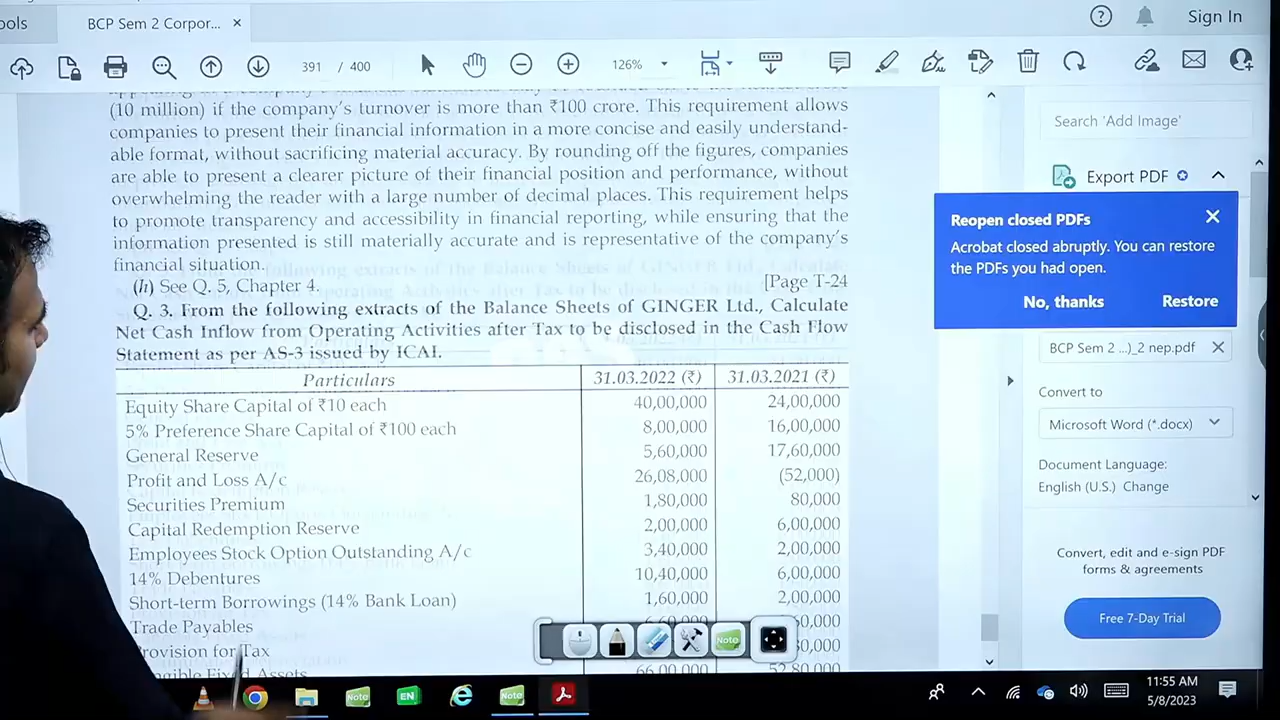 ools
BCP Sem 2 Corpor... ×
Sign In
391 / 400
126%
(10 million) if the company's turnover is more than ₹100 crore. This requirement allows
companies to present their financial information in a more concise and easily understand-
able format, without sacrificing material accuracy. By rounding off the figures, companies
are able to present a clearer picture of their financial position and performance, without
overwhelming the reader with a large number of decimal places. This requirement helps
to promote transparency and accessibility in financial reporting, while ensuring that the
information presented is still materially accurate and is representative of the company's
financial situation.
(h) See Q. 5, Chapter 4. [Page T-24
Q. 3. From the following extracts of the Balance Sheets of GINGER Ltd., Calculate
Net Cash Inflow from Operating Activities after Tax to be disclosed in the Cash Flow
Statement as per AS-3 issued by ICAI.
Particulars 31.03.2022 (₹) 31.03.2021 (₹)
Equity Share Capital of ₹10 each 40,00,000 24,00,000
5% Preference Share Capital of ₹100 each 8,00,000 16,00,000
General Reserve 5,60,000 17,60,000
Profit and Loss A/c 26,08,000 (52,000)
Securities Premium 1,80,000 80,000
Capital Redemption Reserve 2,00,000 6,00,000
Employees Stock Option Outstanding A/c 3,40,000 2,00,000
14% Debentures 10,40,000 6,00,000
Short-term Borrowings (14% Bank Loan) 1,60,000 2,00,000
Trade Payables
Provision for Tax
Fixed Assets 66,00,000 52,80,000
Search 'Add Image'
Export PDF
Reopen closed PDFs
Acrobat closed abruptly. You can restore
the PDFs you had open.
No, thanks Restore
BCP Sem 2 ...)_2 nep.pdf
Convert to
Microsoft Word (*.docx)
Document Language:
English (U.S.) Change
Convert, edit and e-sign PDF
forms & agreements
Free 7-Day Trial
Note
Note
EN
Note
11:55 AM
5/8/2023